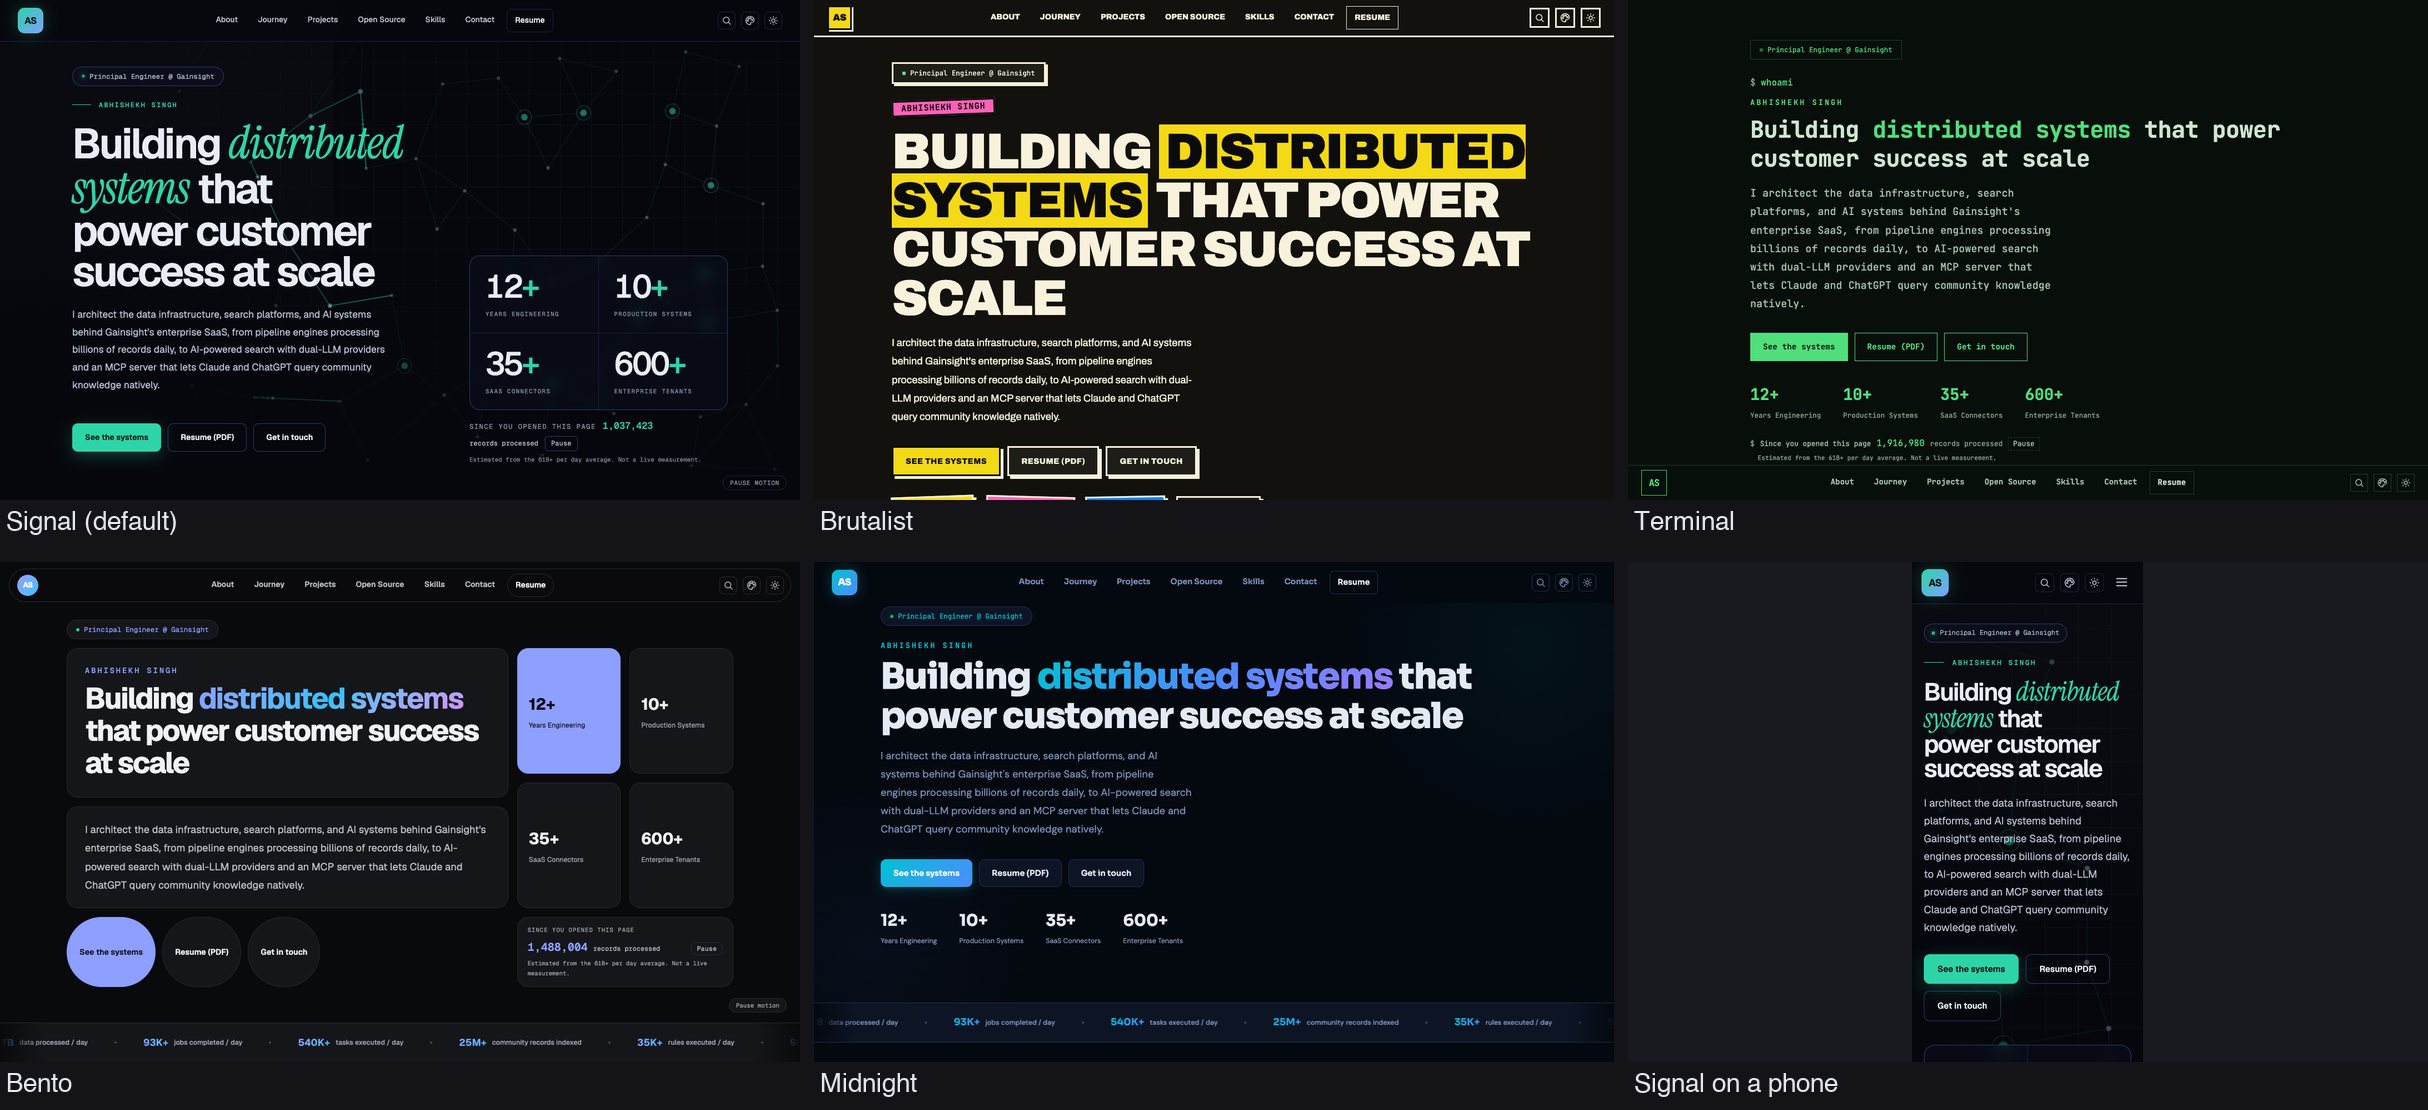 AS
About Journey Projects Open Source Skills Contact Resume
Principal Engineer @ Gainsight
ABHISHEKH SINGH
Building distributed
systems that
power customer
success at scale
I architect the data infrastructure, search platforms, and AI systems
behind Gainsight's enterprise SaaS, from pipeline engines processing
billions of records daily, to AI-powered search with dual-LLM providers
and an MCP server that lets Claude and ChatGPT query community
knowledge natively.
See the systems Resume (PDF) Get in touch
12+ 10+
YEARS ENGINEERING PRODUCTION SYSTEMS
35+ 600+
SAAS CONNECTORS ENTERPRISE TENANTS
SINCE YOU OPENED THIS PAGE 1,037,423
records processed Pause
Estimated from the 61B+ per day average. Not a live measurement.
PAUSE MOTION
Signal (default)
AS
ABOUT JOURNEY PROJECTS OPEN SOURCE SKILLS CONTACT RESUME
Principal Engineer @ Gainsight
ABHISHEKH SINGH
BUILDING DISTRIBUTED
SYSTEMS THAT POWER
CUSTOMER SUCCESS AT
SCALE
I architect the data infrastructure, search platforms, and AI systems
behind Gainsight's enterprise SaaS, from pipeline engines
processing billions of records daily, to AI-powered search with dual-
LLM providers and an MCP server that lets Claude and ChatGPT
query community knowledge natively.
SEE THE SYSTEMS RESUME (PDF) GET IN TOUCH
Brutalist
Principal Engineer @ Gainsight
$ whoami
ABHISHEKH SINGH
Building distributed systems that power
customer success at scale
I architect the data infrastructure, search
platforms, and AI systems behind Gainsight's
enterprise SaaS, from pipeline engines processing
billions of records daily, to AI-powered search
with dual-LLM providers and an MCP server that
lets Claude and ChatGPT query community knowledge
natively.
See the systems Resume (PDF) Get in touch
12+ 10+ 35+ 600+
Years Engineering Production Systems SaaS Connectors Enterprise Tenants
$ Since you opened this page 1,916,980 records processed Pause
Estimated from the 61B+ per day average. Not a live measurement.
AS About Journey Projects Open Source Skills Contact Resume
Terminal
AS About Journey Projects Open Source Skills Contact Resume
Principal Engineer @ Gainsight
ABHISHEKH SINGH
Building distributed systems
that power customer success
at scale
I architect the data infrastructure, search platforms, and AI systems behind Gainsight's
enterprise SaaS, from pipeline engines processing billions of records daily, to AI-
powered search with dual-LLM providers and an MCP server that lets Claude and
ChatGPT query community knowledge natively.
See the systems Resume (PDF) Get in touch
12+ 10+
Years Engineering Production Systems
35+ 600+
SaaS Connectors Enterprise Tenants
SINCE YOU OPENED THIS PAGE
1,488,004 records processed Pause
Estimated from the 61B+ per day average. Not a live
measurement.
Pause motion
TB data processed / day 93K+ jobs completed / day 540K+ tasks executed / day 25M+ community records indexed 35K+ rules executed / day
Bento
AS About Journey Projects Open Source Skills Contact Resume
Principal Engineer @ Gainsight
ABHISHEKH SINGH
Building distributed systems that
power customer success at scale
I architect the data infrastructure, search platforms, and AI
systems behind Gainsight's enterprise SaaS, from pipeline
engines processing billions of records daily, to AI-powered search
with dual-LLM providers and an MCP server that lets Claude and
ChatGPT query community knowledge natively.
See the systems Resume (PDF) Get in touch
12+ 10+ 35+ 600+
Years Engineering Production Systems SaaS Connectors Enterprise Tenants
data processed / day 93K+ jobs completed / day 540K+ tasks executed / day 25M+ community records indexed 35K+ rules executed / day
Midnight
AS
Principal Engineer @ Gainsight
ABHISHEKH SINGH
Building distributed
systems that
power customer
success at scale
I architect the data infrastructure, search
platforms, and AI systems behind
Gainsight's enterprise SaaS, from pipeline
engines processing billions of records daily,
to AI-powered search with dual-LLM
providers and an MCP server that lets
Claude and ChatGPT query community
knowledge natively.
See the systems Resume (PDF)
Get in touch
Signal on a phone